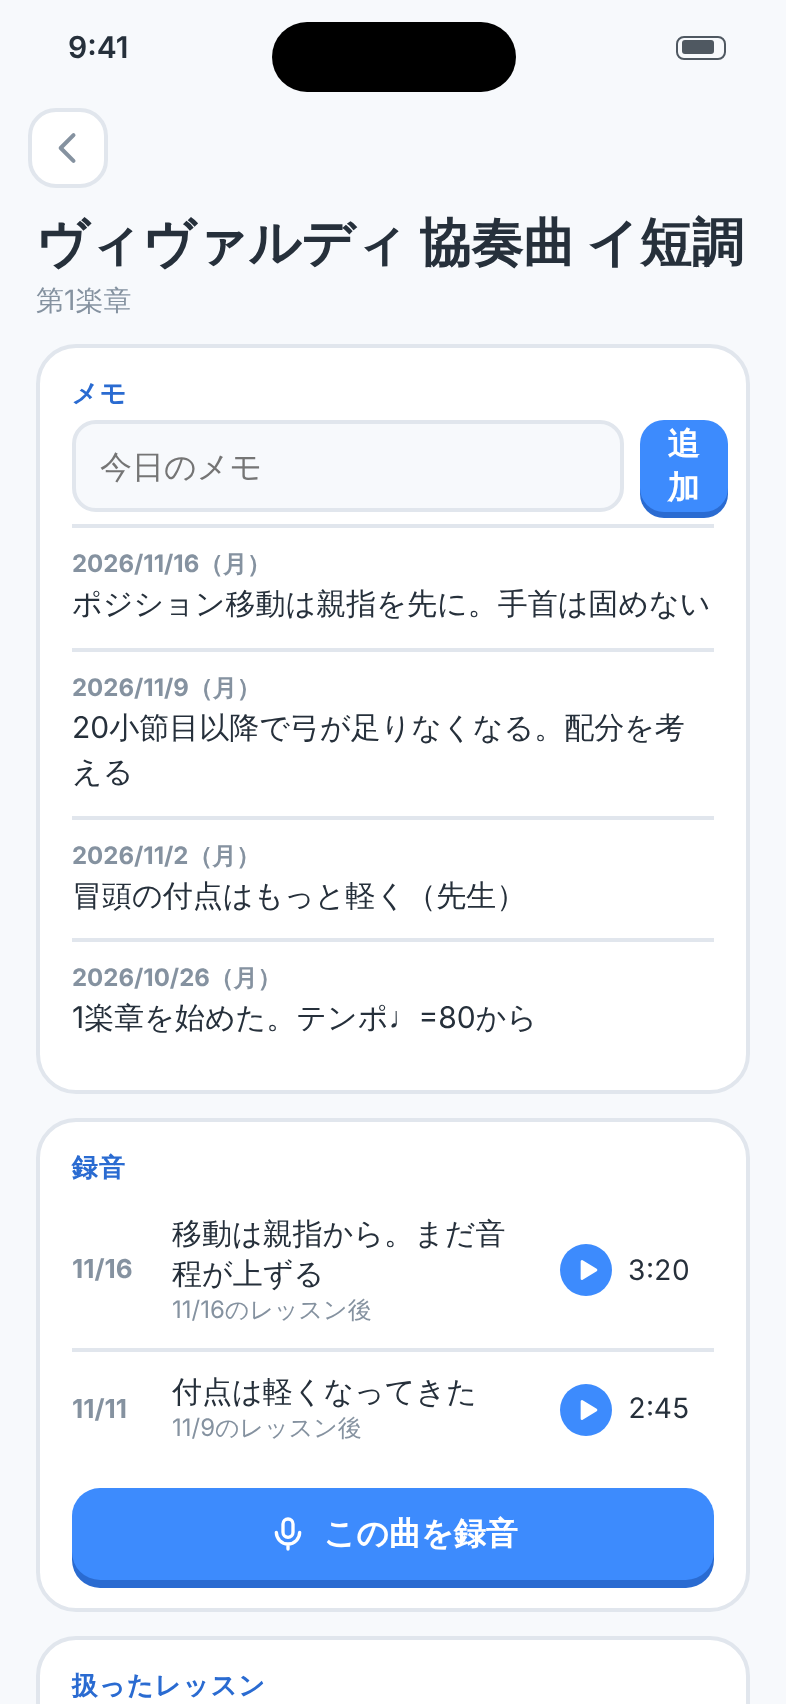 9:41
ヴィヴァルディ 協奏曲 イ短調
第1楽章
メモ
今日のメモ
追
加
2026/11/16（月）
ポジション移動は親指を先に。手首は固めない
2026/11/9（月）
20小節目以降で弓が足りなくなる。配分を考
える
2026/11/2（月）
冒頭の付点はもっと軽く（先生）
2026/10/26（月）
1楽章を始めた。テンポ♩=80から
録音
11/16
移動は親指から。まだ音
程が上ずる
11/16のレッスン後
3:20
11/11
付点は軽くなってきた
11/9のレッスン後
2:45
この曲を録音
扱ったレッスン